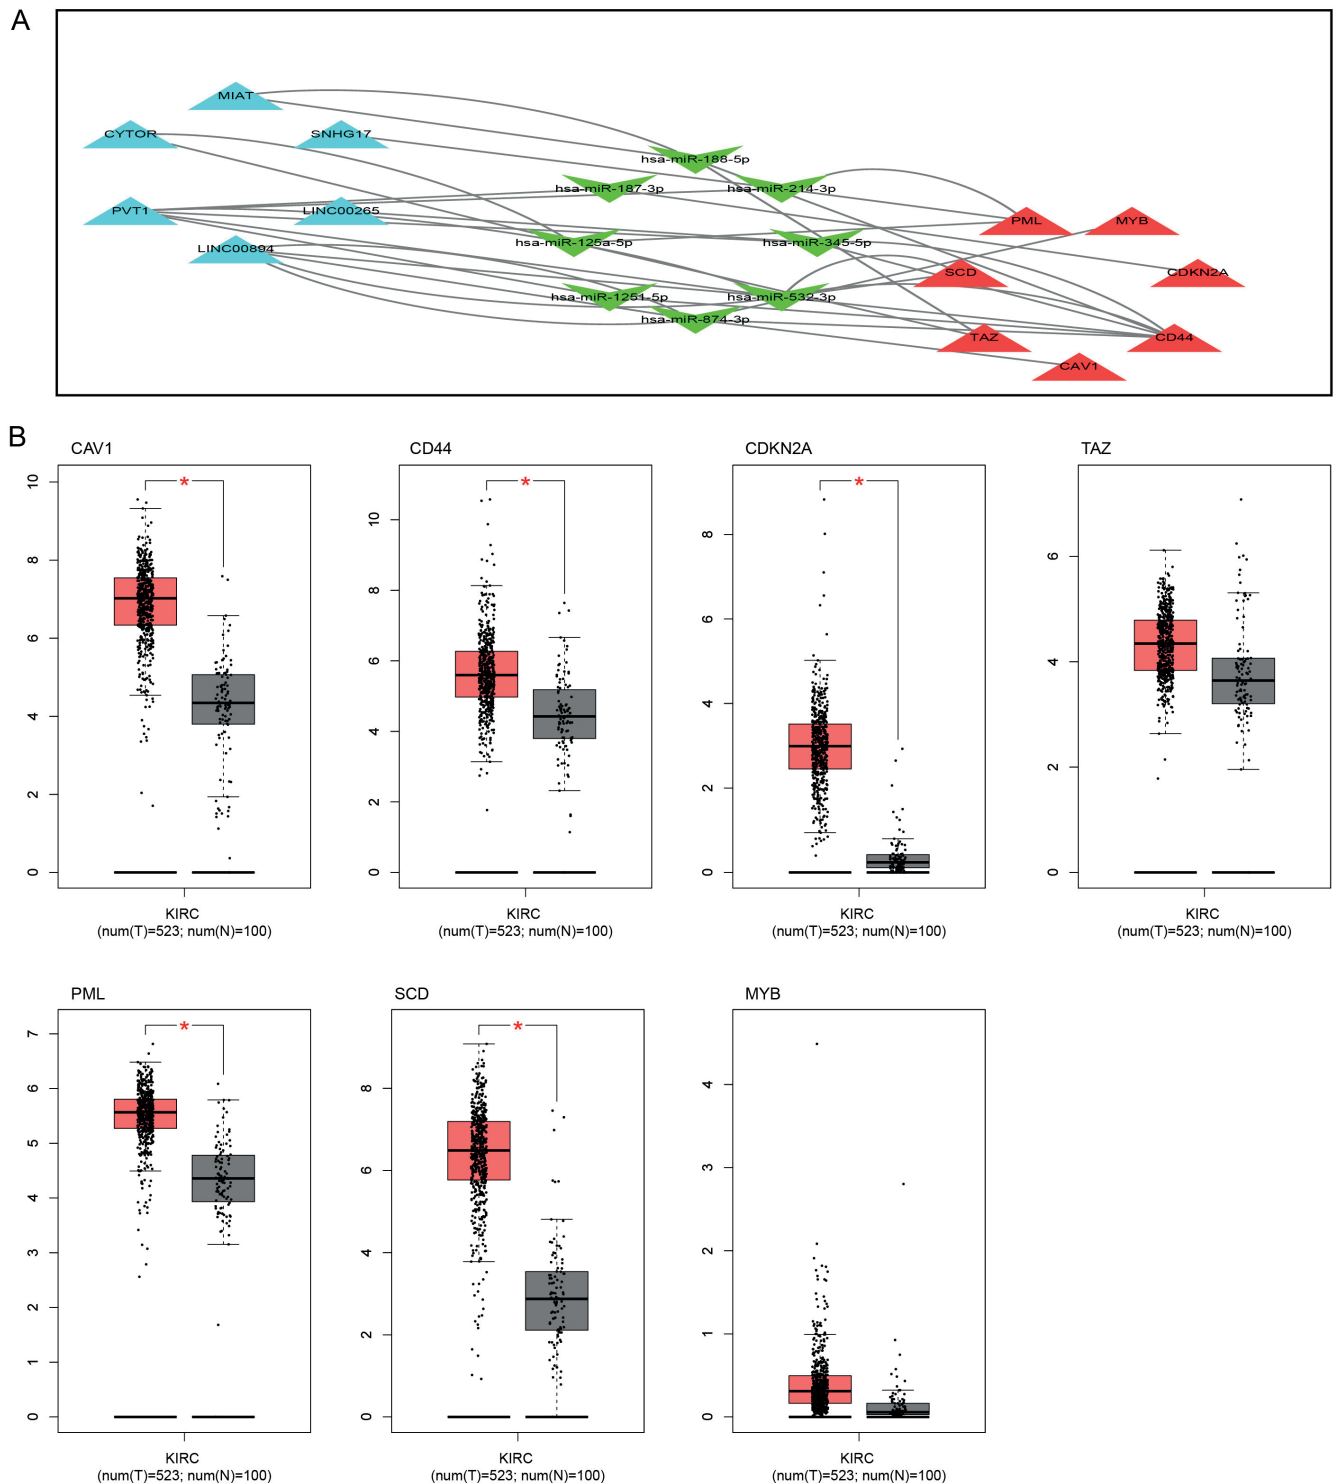 A
MIAT
CYTOR
SNHG17
hsa-miR-188-5p
hsa-miR-187-3p
hsa-miR-214-3p
PVT1
LINC00265
PML
MYB
LINC00894
hsa-miR-125a-5p
hsa-miR-345-5p
SCD
CDKN2A
hsa-miR-1251-5p
hsa-miR-532-3p
hsa-miR-874-3p
TAZ
CD44
CAV1
B
CAV1
*
10
8
6
4
2
0
KIRC
(num(T)=523; num(N)=100)
CD44
*
10
8
6
4
2
0
KIRC
(num(T)=523; num(N)=100)
CDKN2A
*
8
6
4
2
0
KIRC
(num(T)=523; num(N)=100)
TAZ
6
4
2
0
KIRC
(num(T)=523; num(N)=100)
PML
*
7
6
5
4
3
2
1
0
KIRC
(num(T)=523; num(N)=100)
SCD
*
8
6
4
2
0
KIRC
(num(T)=523; num(N)=100)
MYB
4
3
2
1
0
KIRC
(num(T)=523; num(N)=100)